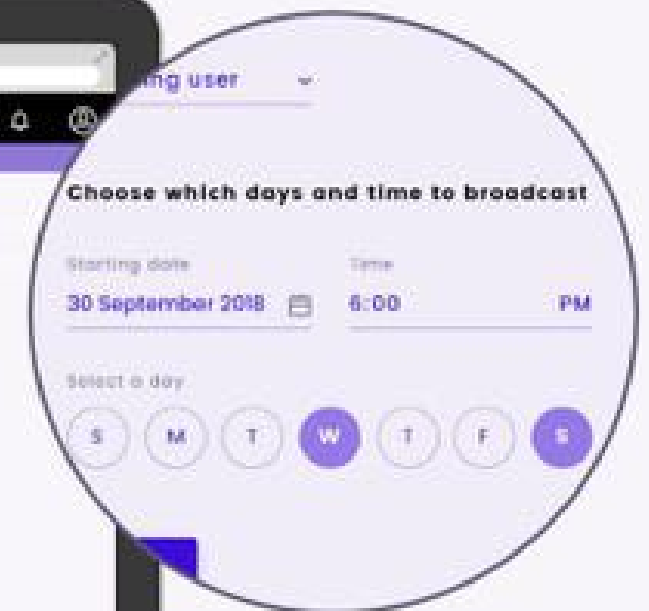 ing user
Choose which days and time to broadcast
Starting date Time
30 September 2018 6:00 PM
Select a day
S M T W T F S